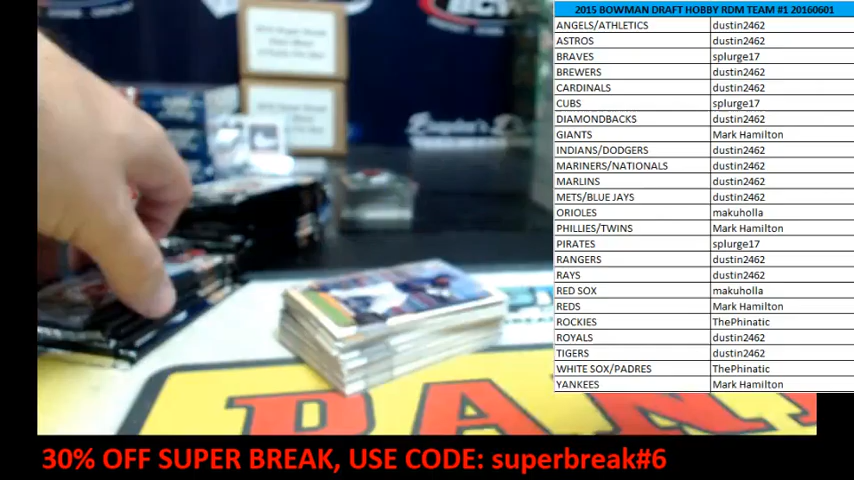 2015 BOWMAN DRAFT HOBBY RDM TEAM #1 20160601
ANGELS/ATHLETICS dustin2462
ASTROS dustin2462
BRAVES splurge17
BREWERS dustin2462
CARDINALS dustin2462
CUBS splurge17
DIAMONDBACKS dustin2462
GIANTS Mark Hamilton
INDIANS/DODGERS dustin2462
MARINERS/NATIONALS dustin2462
MARLINS dustin2462
METS/BLUE JAYS dustin2462
ORIOLES makuholla
PHILLIES/TWINS Mark Hamilton
PIRATES splurge17
RANGERS dustin2462
RAYS dustin2462
RED SOX makuholla
REDS Mark Hamilton
ROCKIES ThePhinatic
ROYALS dustin2462
TIGERS dustin2462
WHITE SOX/PADRES ThePhinatic
YANKEES Mark Hamilton
30% OFF SUPER BREAK, USE CODE: superbreak#6